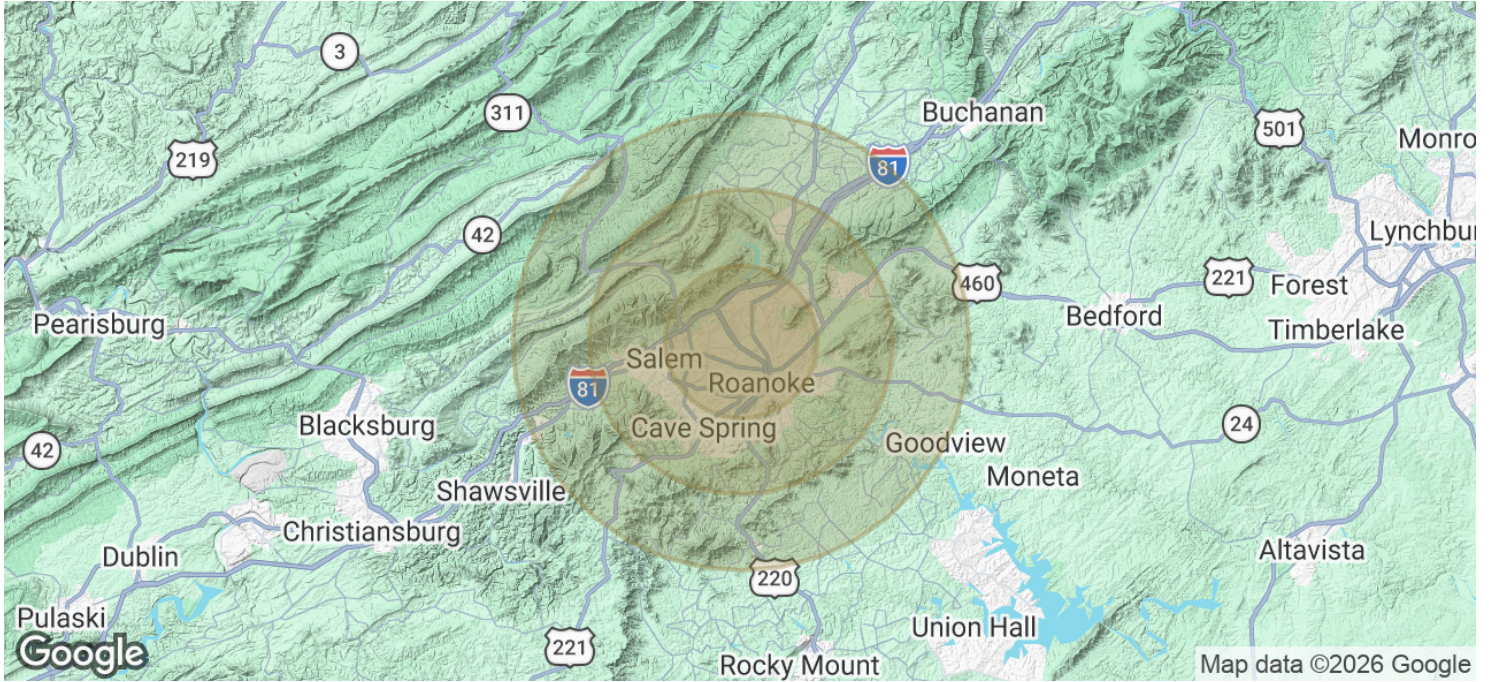 3
311
Buchanan
219
501
Monro
81
42
Lynchbur
460
221
Forest
Bedford
Pearisburg
Timberlake
Salem
81
Roanoke
Blacksburg
Cave Spring
24
Goodview
42
Moneta
Shawsville
Christiansburg
Dublin
Altavista
220
Pulaski
Union Hall
221
Google
Rocky Mount
Map data ©2026 Google